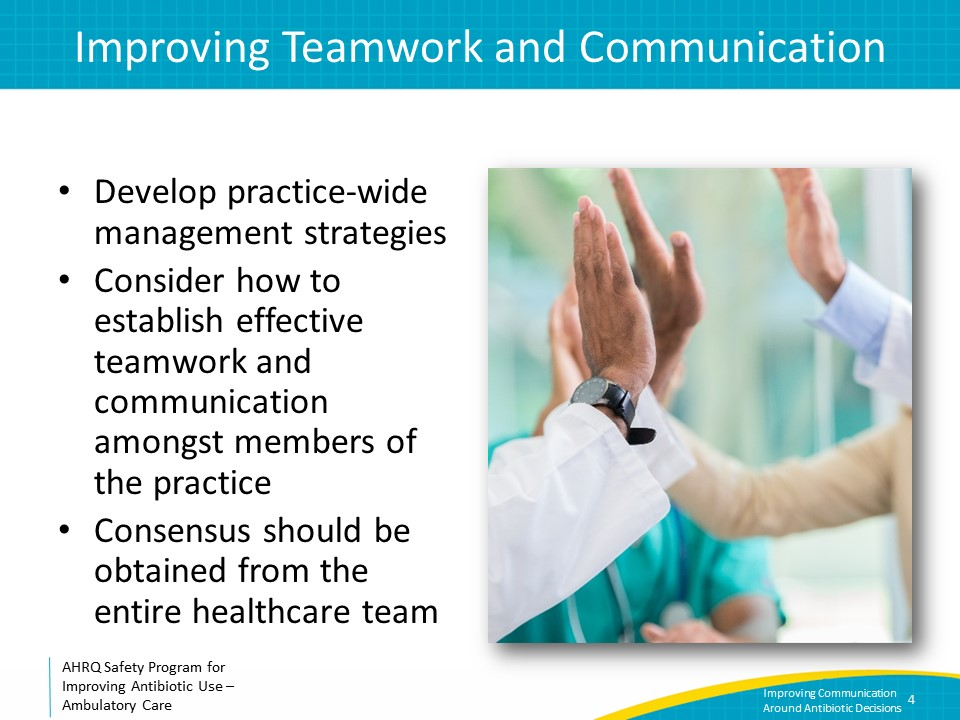 Improving Teamwork and Communication
• Develop practice-wide
management strategies
• Consider how to
establish effective
teamwork and
communication
amongst members of
the practice
• Consensus should be
obtained from the
entire healthcare team
AHRQ Safety Program for
Improving Antibiotic Use –
Ambulatory Care
Improving Communication
Around Antibiotic Decisions
4